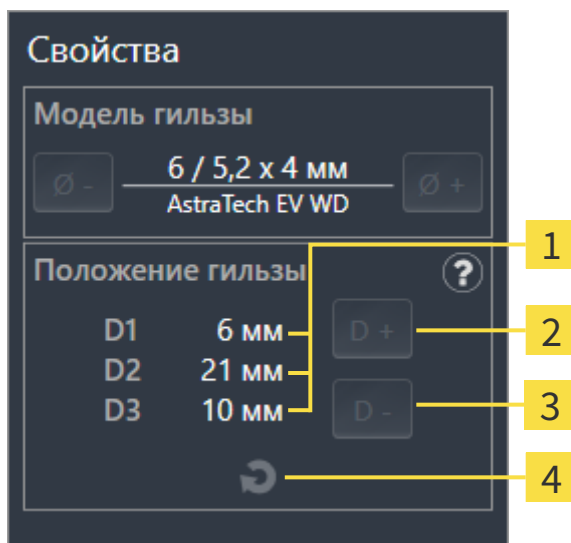 Свойства
Модель гильзы
Ø -
6 / 5,2 x 4 мм
Ø +
AstraTech EV WD
1
Положение гильзы
?
D1 6 мм
D +
2
D2 21 мм
D3 10 мм
D -
3
4